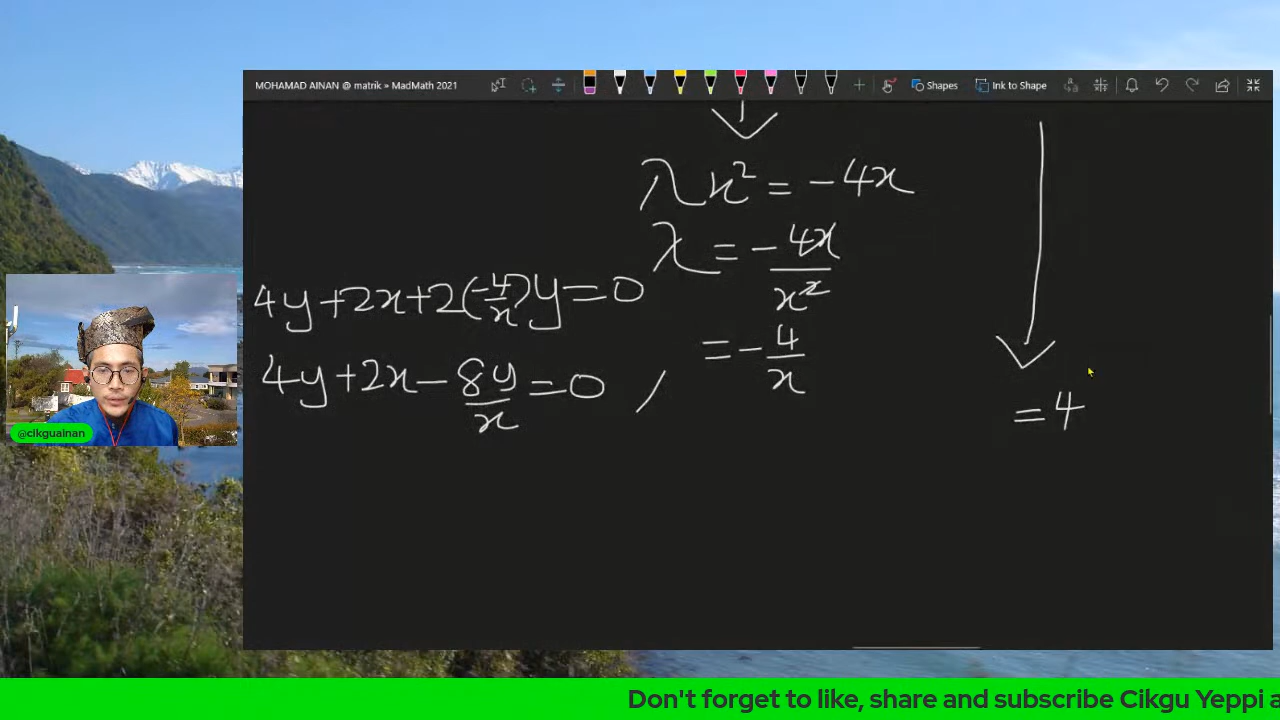 MOHAMAD AINAN @ matrik » MadMath 2021
Shapes
Ink to Shape
λx² = -4x
λ = -4x/x²
4y+2x+2(-4/x)y=0
= -4/x
4y+2x-8y/x=0 ,
=4
@cikguainan
Don't forget to like, share and subscribe Cikgu Yeppi a